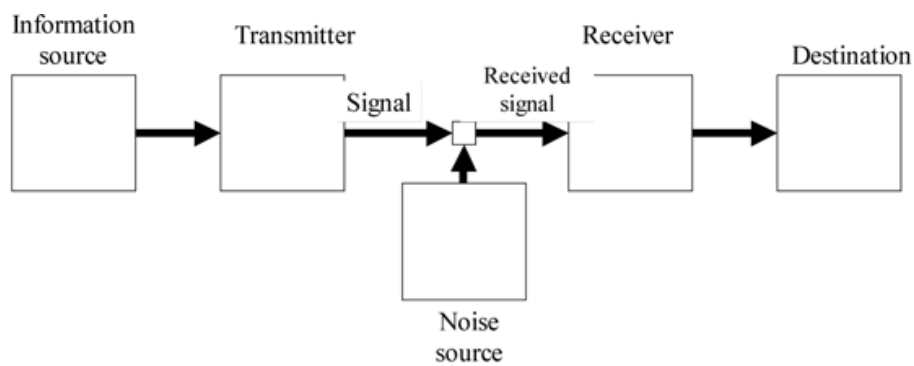 Information
source
Transmitter
Signal
Received
signal
Receiver
Destination
Noise
source